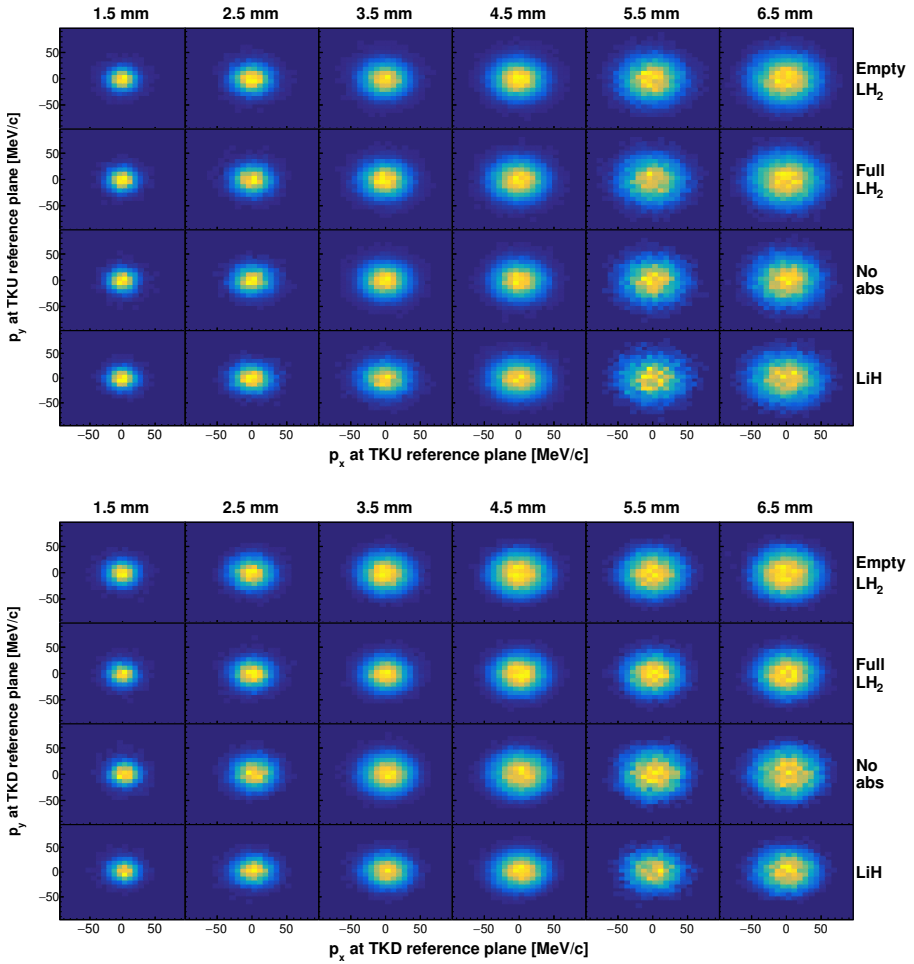 1.5 mm 2.5 mm 3.5 mm 4.5 mm 5.5 mm 6.5 mm
50
0
−50
Empty
LH2
50
0
−50
Full
LH2
50
0
−50
No
abs
50
0
−50
LiH
py at TKU reference plane [MeV/c]
−50 0 50 −50 0 50 −50 0 50 −50 0 50 −50 0 50 −50 0 50
px at TKU reference plane [MeV/c]
1.5 mm 2.5 mm 3.5 mm 4.5 mm 5.5 mm 6.5 mm
50
0
−50
Empty
LH2
50
0
−50
Full
LH2
50
0
−50
No
abs
50
0
−50
LiH
py at TKD reference plane [MeV/c]
−50 0 50 −50 0 50 −50 0 50 −50 0 50 −50 0 50 −50 0 50
px at TKD reference plane [MeV/c]